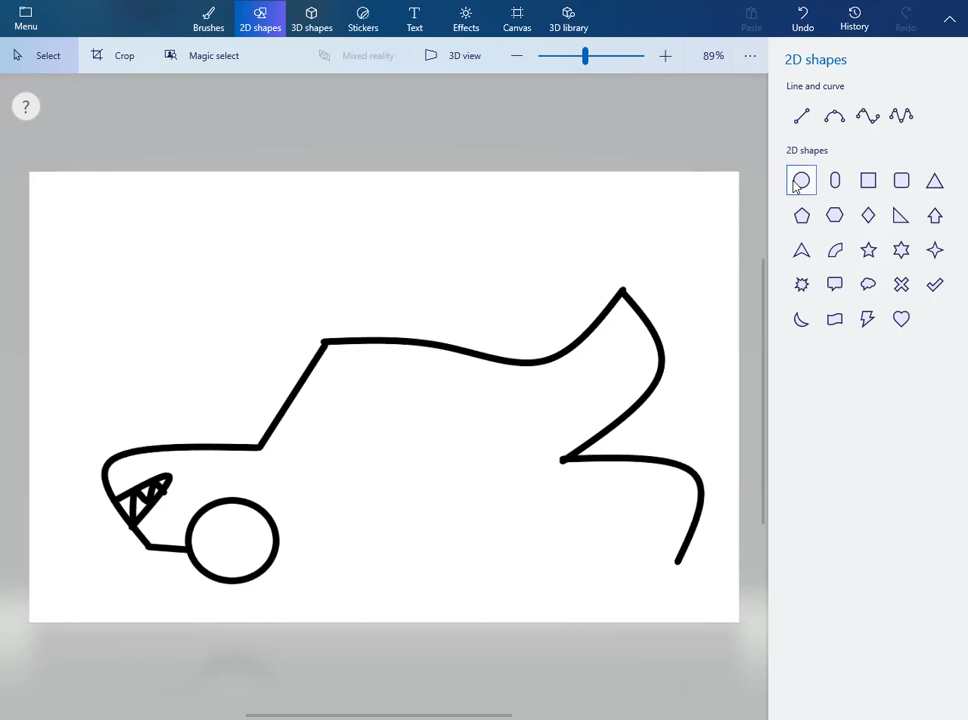 Menu
Brushes
2D shapes
3D shapes
Stickers
Text
Effects
Canvas
3D library
Paste
Undo
History
Redo
Select
Crop
Magic select
Mixed reality
3D view
89%
?
2D shapes
Line and curve
2D shapes